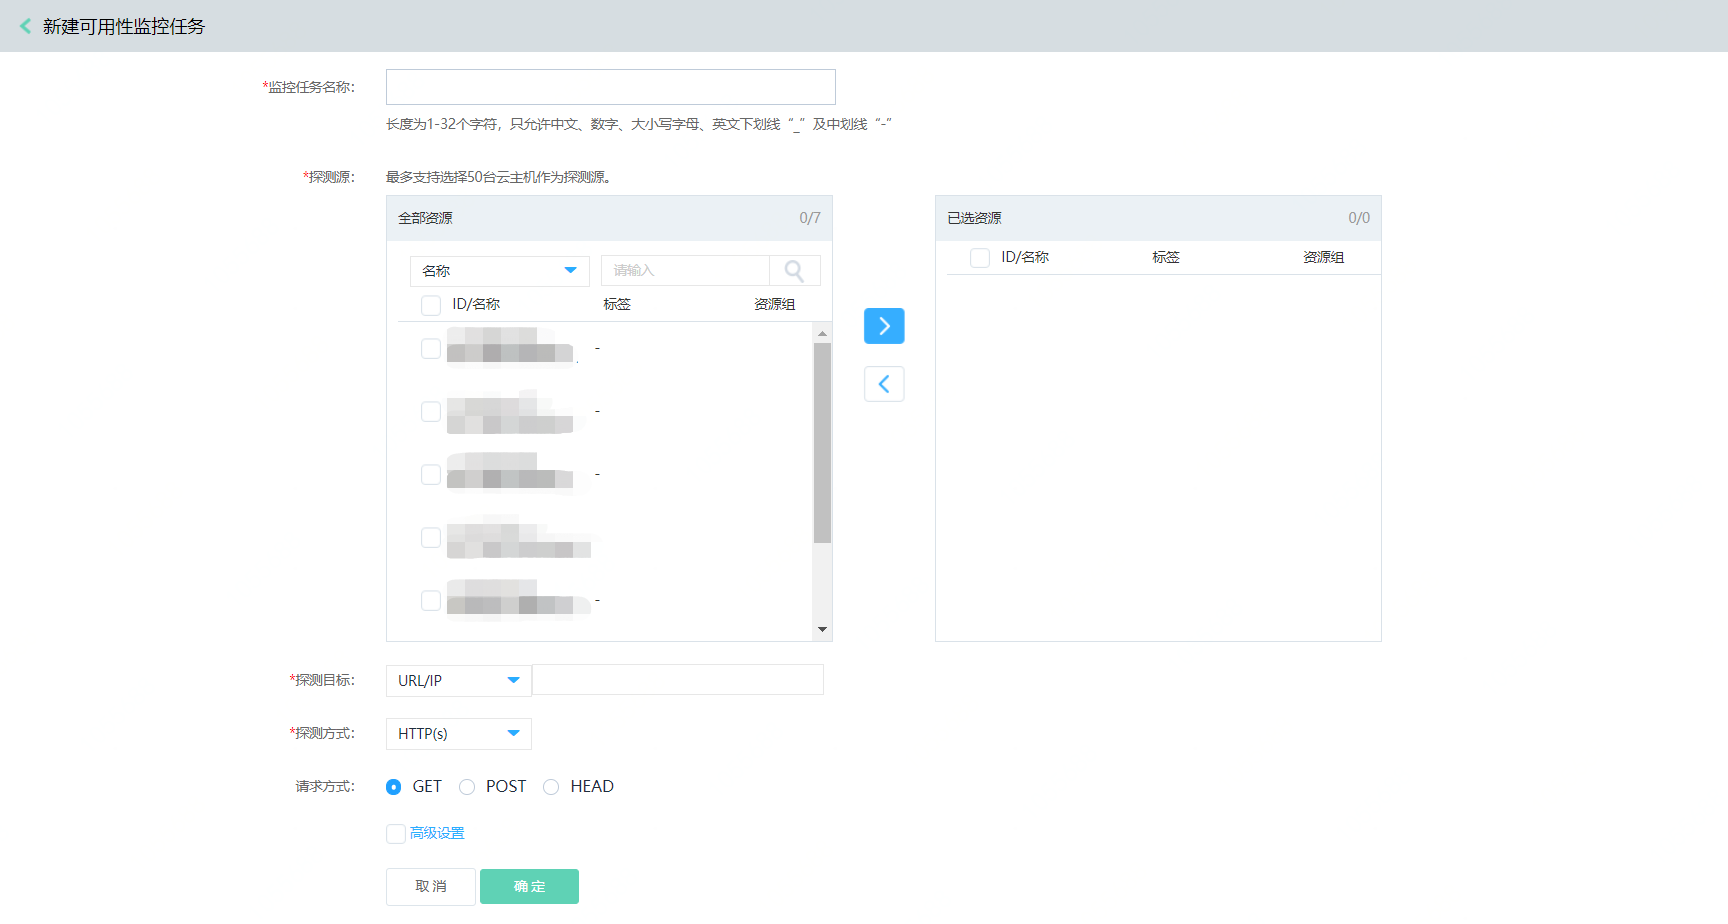 新建可用性监控任务
*监控任务名称：
长度为1-32个字符，只允许中文、数字、大小写字母、英文下划线“_”及中划线“-”
*探测源： 最多支持选择50台云主机作为探测源。
全部资源 0/7 已选资源 0/0
名称 请输入
ID/名称 标签 资源组
ID/名称 标签 资源组
-
-
-
-
*探测目标： URL/IP
*探测方式： HTTP(s)
请求方式： GET POST HEAD
高级设置
取消 确定